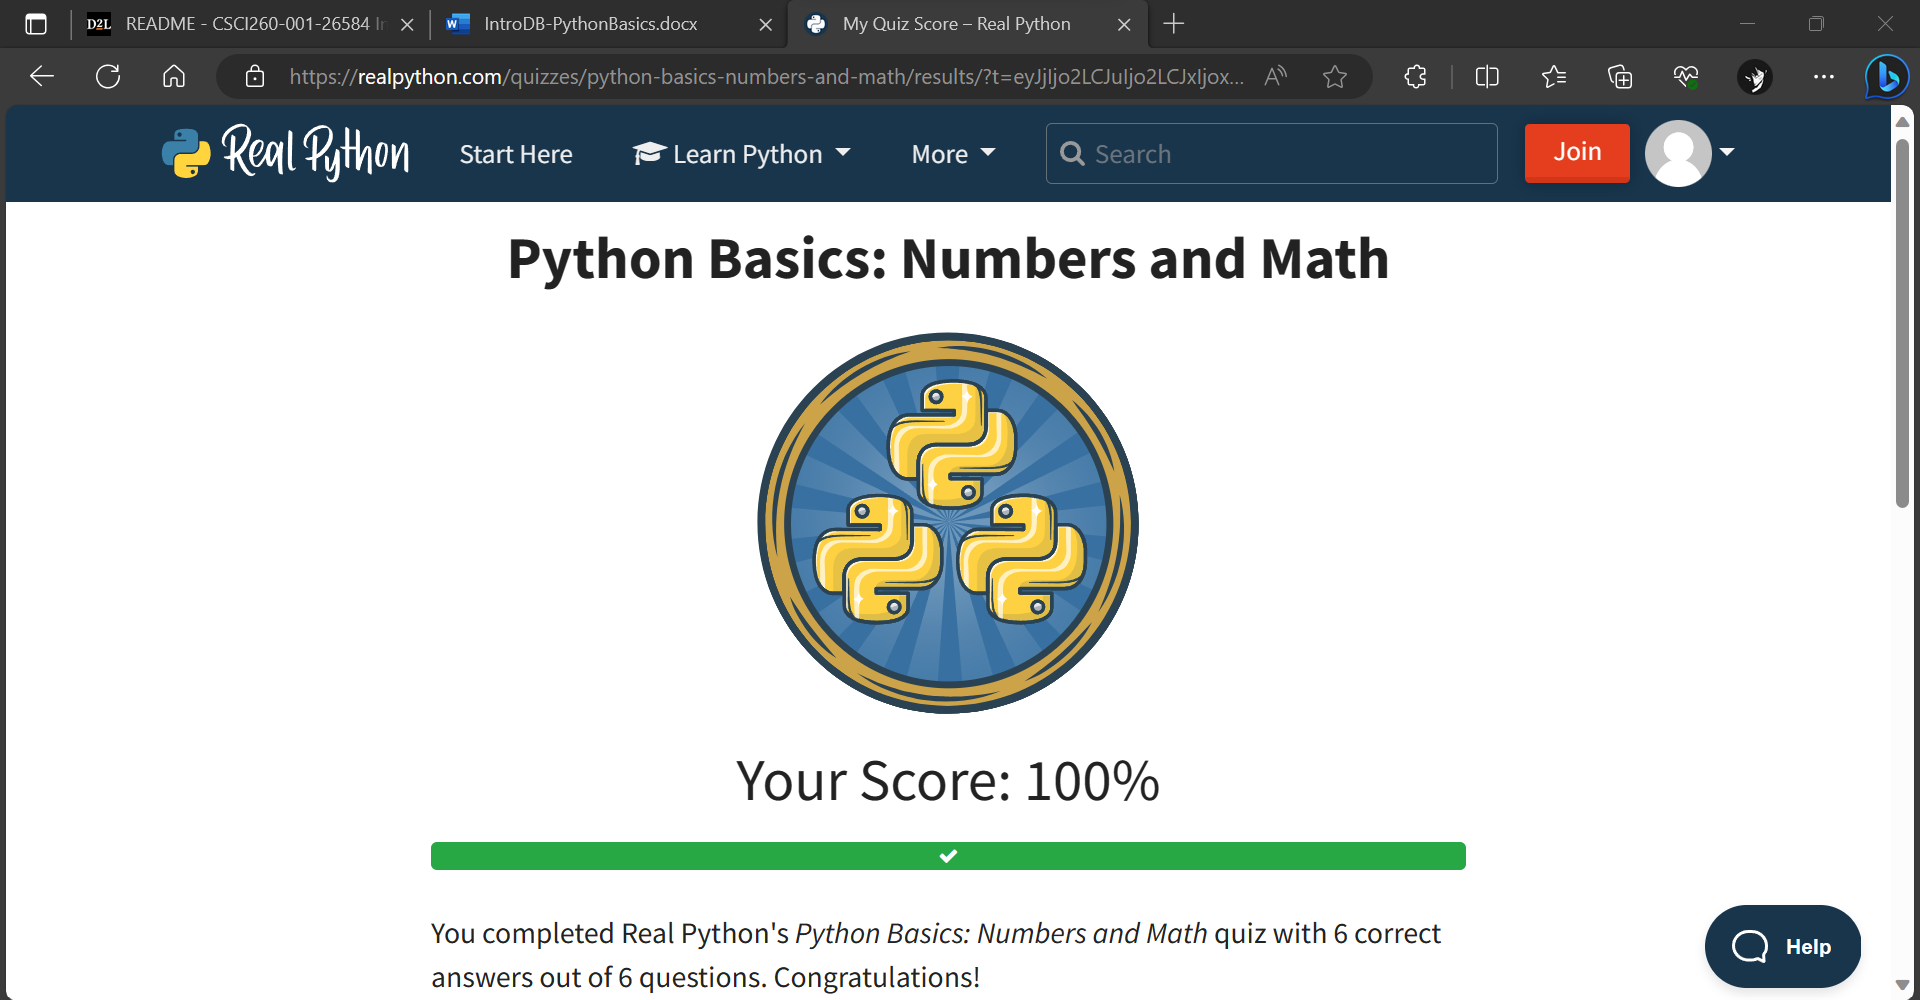 D2L README - CSCI260-001-26584 In
IntroDB-PythonBasics.docx
My Quiz Score – Real Python
https://realpython.com/quizzes/python-basics-numbers-and-math/results/?t=eyJjIjo2LCJuIjo2LCJxIjox...
Real Python
Start Here
Learn Python
More
Search
Join
Python Basics: Numbers and Math
Your Score: 100%
You completed Real Python's Python Basics: Numbers and Math quiz with 6 correct
answers out of 6 questions. Congratulations!
Help